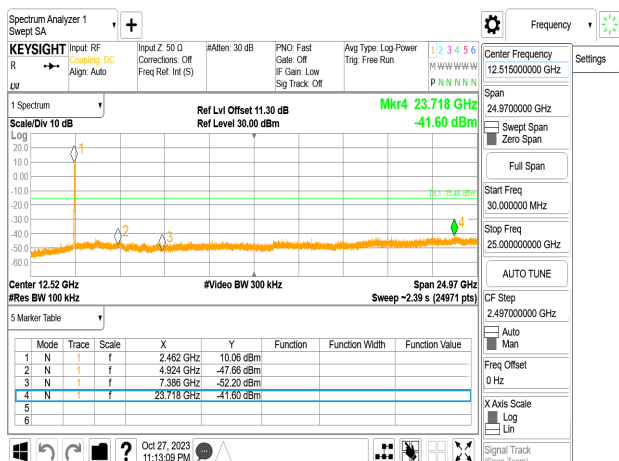 Spectrum Analyzer 1
Swept SA
KEYSIGHT
R
Input: RF
Coupling: DC
Align: Auto
Input Z: 50 Ω
Corrections: Off
Freq Ref: Int (S)
#Atten: 30 dB
PNO: Fast
Gate: Off
IF Gain: Low
Sig Track: Off
Avg Type: Log-Power
Trig: Free Run
1 2 3 4 5 6
M W W W W W
P N N N N N
1 Spectrum
Scale/Div 10 dB
Ref Lvl Offset 11.30 dB
Ref Level 30.00 dBm
Mkr4 23.718 GHz
-41.60 dBm
Log
20.0
10.0
0.00
-10.0
-20.0
-30.0
-40.0
-50.0
-60.0
1
2
3
4
DL1 -15.46 dBm
Center 12.52 GHz
#Res BW 100 kHz
#Video BW 300 kHz
Span 24.97 GHz
Sweep ~2.39 s (24971 pts)
5 Marker Table
Mode Trace Scale X Y Function Function Width Function Value
1 N 1 f 2.462 GHz 10.06 dBm
2 N 1 f 4.924 GHz -47.66 dBm
3 N 1 f 7.386 GHz -52.20 dBm
4 N 1 f 23.718 GHz -41.60 dBm
5
6
Oct 27, 2023
11:13:09 PM
Frequency
Settings
Center Frequency
12.515000000 GHz
Span
24.9700000 GHz
Swept Span
Zero Span
Full Span
Start Freq
30.000000 MHz
Stop Freq
25.000000000 GHz
AUTO TUNE
CF Step
2.497000000 GHz
Auto
Man
Freq Offset
0 Hz
X Axis Scale
Log
Lin
Signal Track
(Span Zoom)